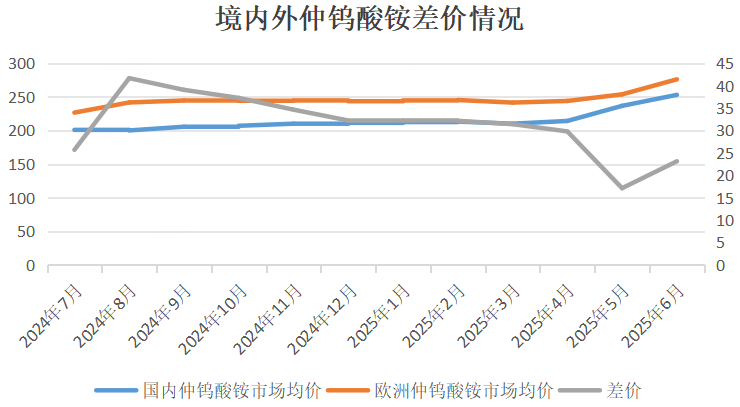 境内外仲钨酸铵差价情况
300
250
200
150
100
50
0
45
40
35
30
25
20
15
10
5
0
2024年7月
2024年8月
2024年9月
2024年10月
2024年11月
2024年12月
2025年1月
2025年2月
2025年3月
2025年4月
2025年5月
2025年6月
国内仲钨酸铵市场均价
欧洲仲钨酸铵市场均价
差价